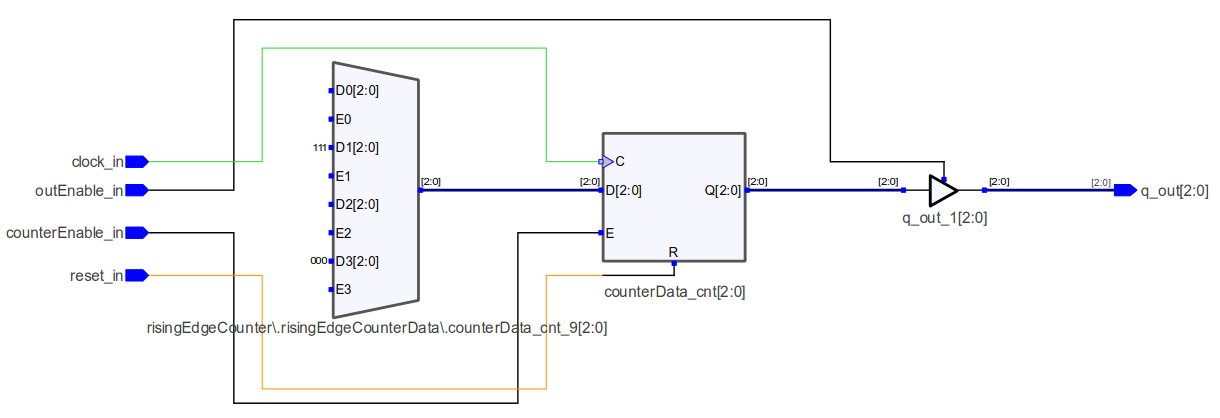 [2:0]
[2:0]
D0[2:0]
E0
clock_in
111
D1[2:0]
C
E1
[2:0]
[2:0]
[2:0]
[2:0]
[2:0]
outEnable_in
D[2:0]
Q[2:0]
q_out[2:0]
D2[2:0]
q_out_1[2:0]
counterEnable_in
E2
E
R
000
D3[2:0]
reset_in
E3
counterData_cnt[2:0]
risingEdgeCounter\.risingEdgeCounterData\.counterData_cnt_9[2:0]